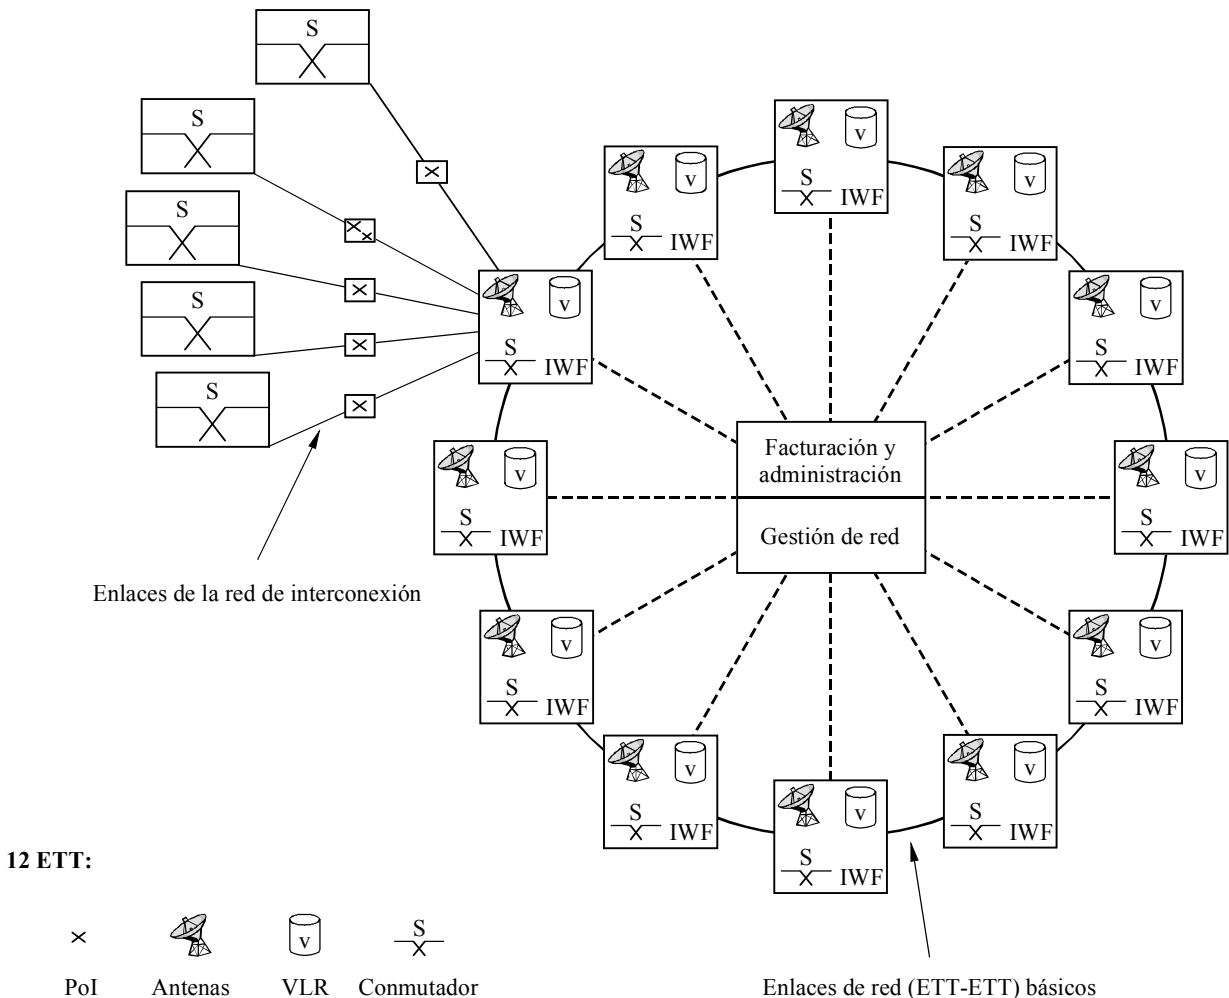 S
S
S
S
S
v
S
IWF
v
S
IWF
v
S
IWF
v
S
IWF
v
S
IWF
v
S
IWF
v
S
IWF
Facturación y
administración
Gestión de red
Enlaces de la red de interconexión
v
S
IWF
v
S
IWF
v
S
IWF
v
S
IWF
v
S
IWF
12 ETT:
S
v
PoI Antenas VLR Conmutador
Enlaces de red (ETT-ETT) básicos